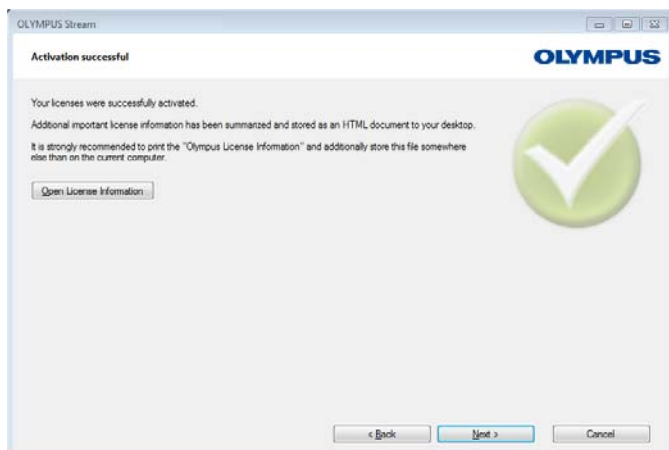 OLYMPUS Stream
Activation successful
OLYMPUS
Your licenses were successfully activated.
Additional important license information has been summarized and stored as an HTML document to your desktop.
It is strongly recommended to print the "Olympus License Information" and additionally store this file somewhere
else than on the current computer.
Open License Information
< Back
Next >
Cancel